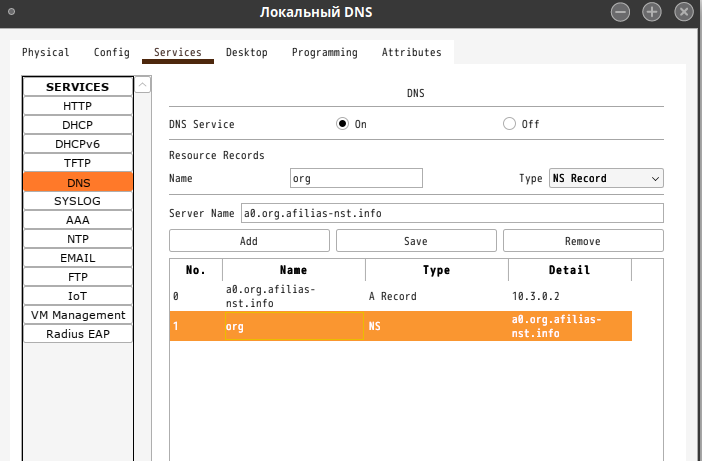 Локальный DNS
Physical Config Services Desktop Programming Attributes
SERVICES
HTTP
DHCP
DHCPv6
TFTP
DNS
SYSLOG
AAA
NTP
EMAIL
FTP
IoT
VM Management
Radius EAP
DNS
DNS Service On Off
Resource Records
Name org Type NS Record
Server Name a0.org.afilias-nst.info
Add Save Remove
No. Name Type Detail
0 a0.org.afilias-nst.info A Record 10.3.0.2
1 org NS a0.org.afilias-nst.info